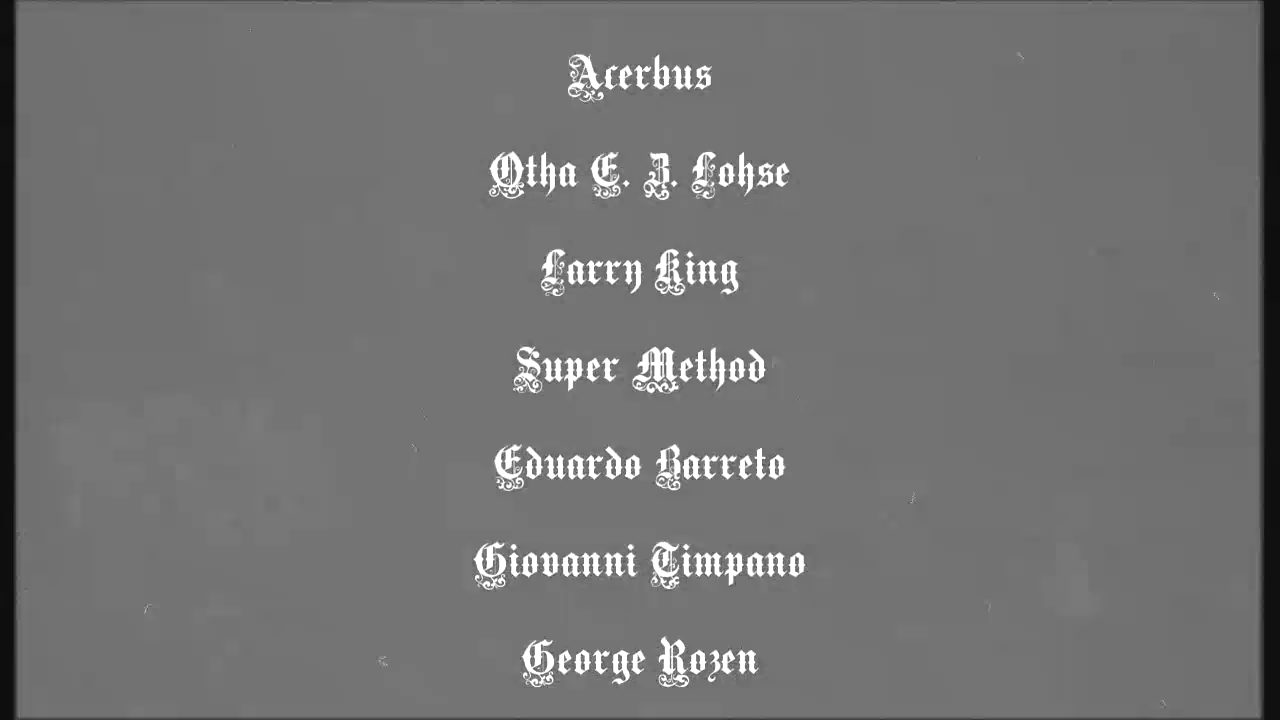 Acerbus
Otha E. Z. Lohse
Larry King
Super Method
Eduardo Barreto
Giovanni Timpano
George Rozen